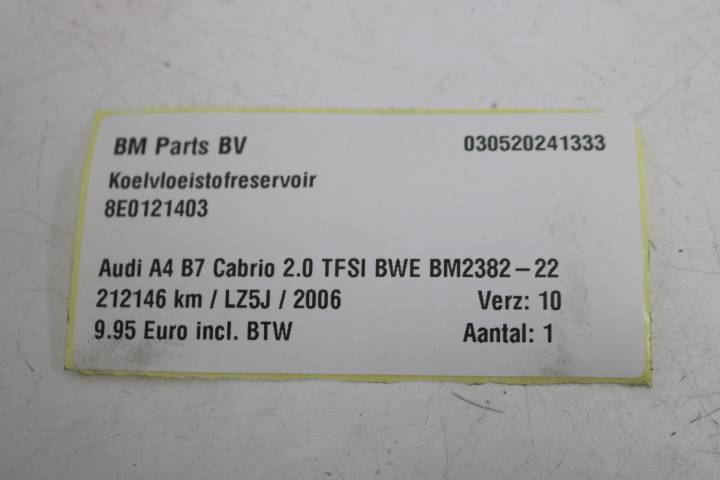 BM Parts BV 030520241333
Koelvloeistofreservoir
8E0121403
Audi A4 B7 Cabrio 2.0 TFSI BWE BM2382-22
212146 km / LZ5J / 2006 Verz: 10
9.95 Euro incl. BTW Aantal: 1